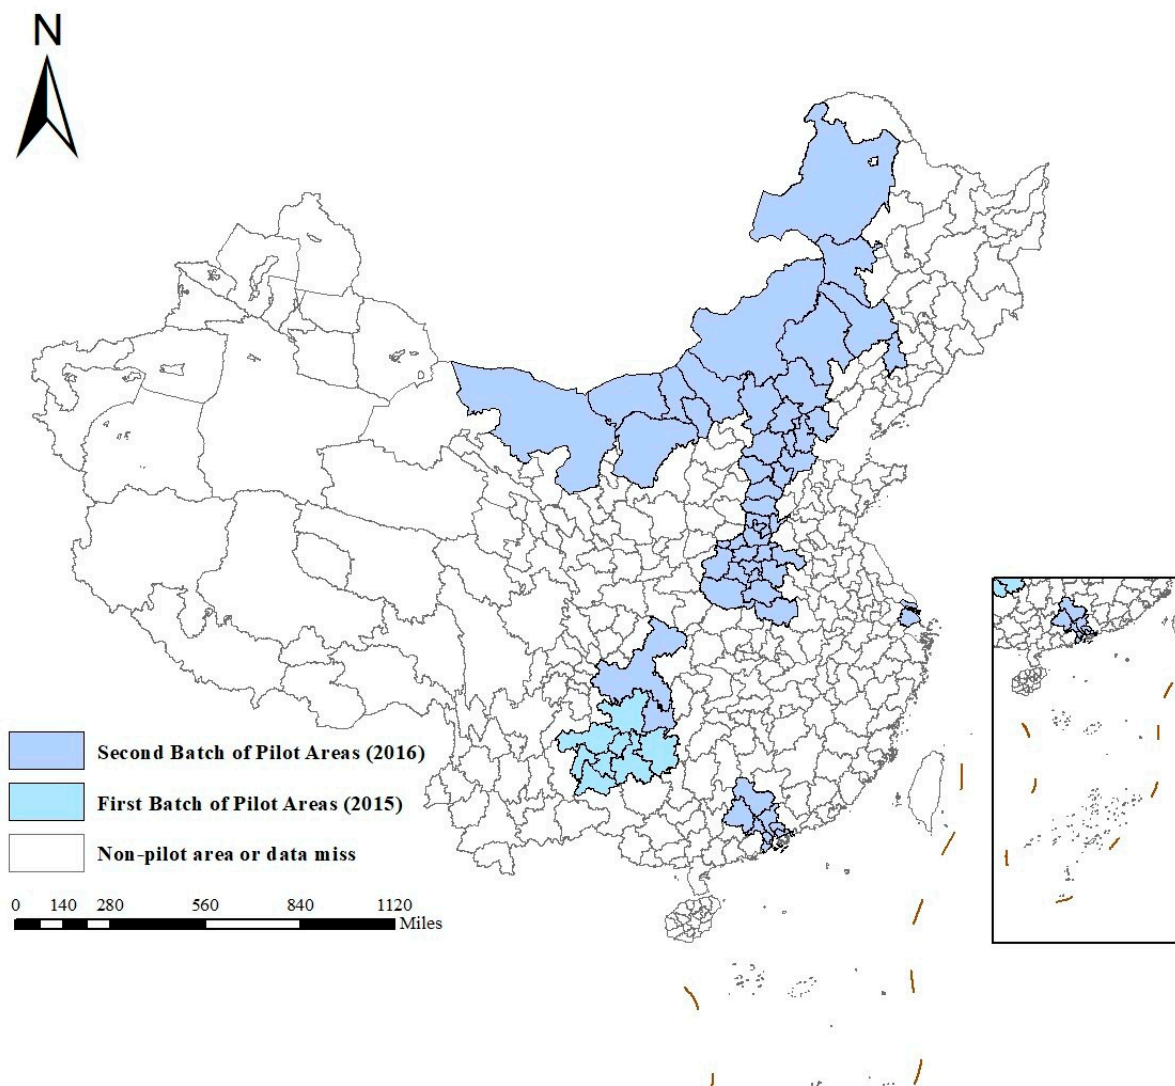 N
Second Batch of Pilot Areas (2016)
First Batch of Pilot Areas (2015)
Non-pilot area or data miss
0 140 280 560 840 1120
Miles